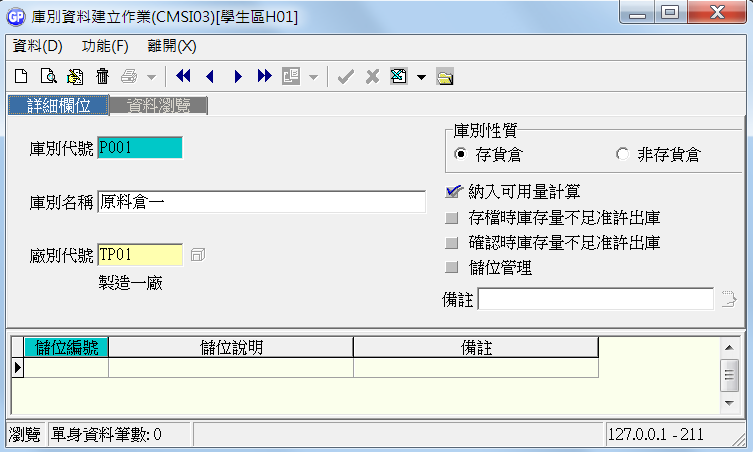 GP 庫別資料建立作業(CMSI03)[學生區H01]
資料(D) 功能(F) 離開(X)
詳細欄位 資料瀏覽
庫別代號 P001
庫別名稱 原料倉一
廠別代號 TP01
製造一廠
庫別性質
存貨倉 非存貨倉
納入可用量計算
存檔時庫存量不足准許出庫
確認時庫存量不足准許出庫
儲位管理
備註
儲位編號 儲位說明 備註
瀏覽 單身資料筆數: 0 127.0.0.1 - 211